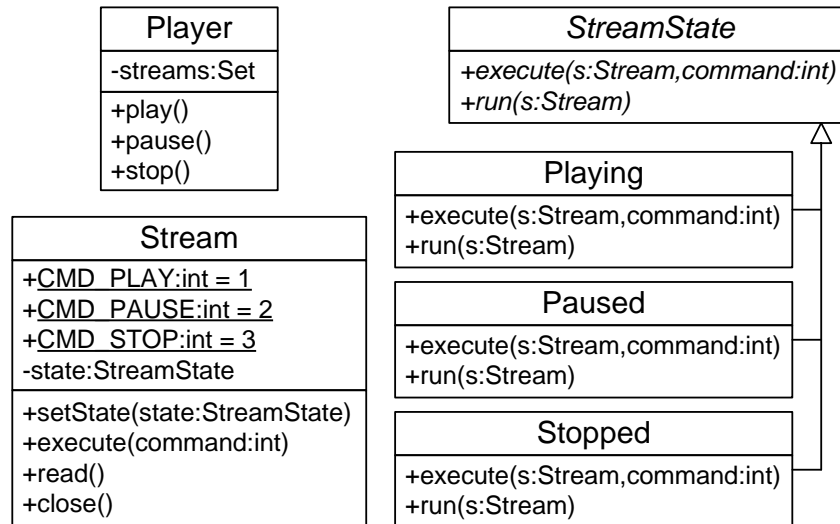 Player
-streams:Set
+play()
+pause()
+stop()
Stream
+CMD_PLAY:int = 1
+CMD_PAUSE:int = 2
+CMD_STOP:int = 3
-state:StreamState
+setState(state:StreamState)
+execute(command:int)
+read()
+close()
StreamState
+execute(s:Stream,command:int)
+run(s:Stream)
Playing
+execute(s:Stream,command:int)
+run(s:Stream)
Paused
+execute(s:Stream,command:int)
+run(s:Stream)
Stopped
+execute(s:Stream,command:int)
+run(s:Stream)